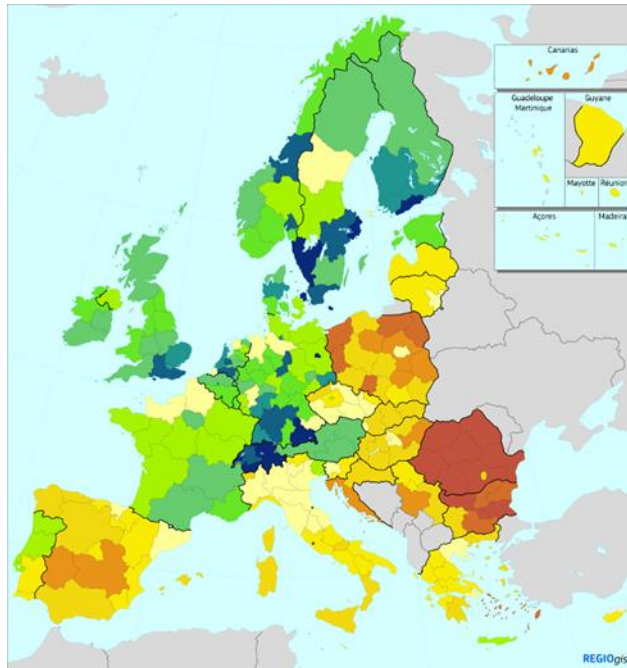 Canarias
Guadeloupe
Martinique
Guyane
Mayotte
Réunion
Açores
Madeira
REGIOgis